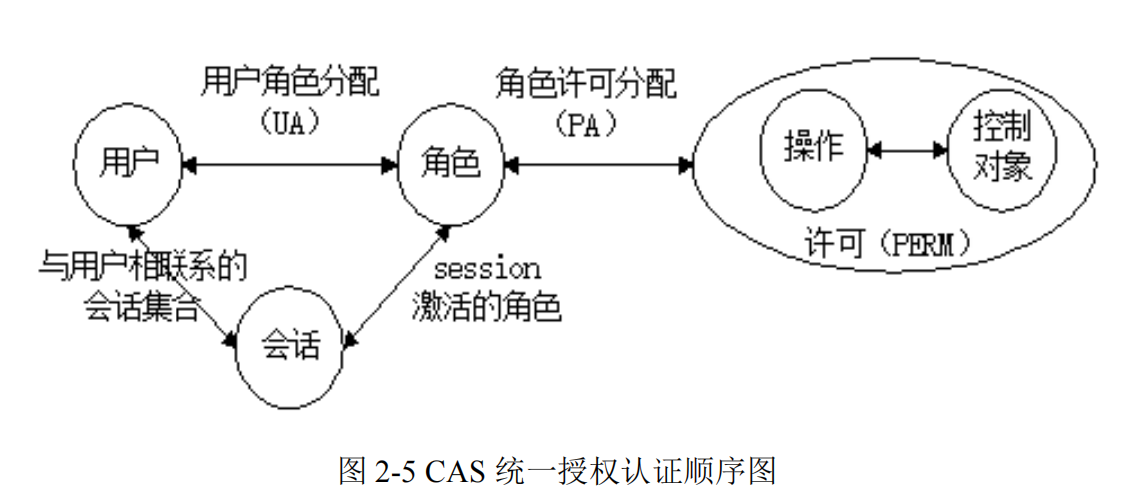 用户角色分配
（UA）
角色许可分配
（PA）
用户
角色
操作
控制
对象
许可（PERM）
与用户相联系的
会话集合
session
激活的角色
会话
图 2-5 CAS 统一授权认证顺序图